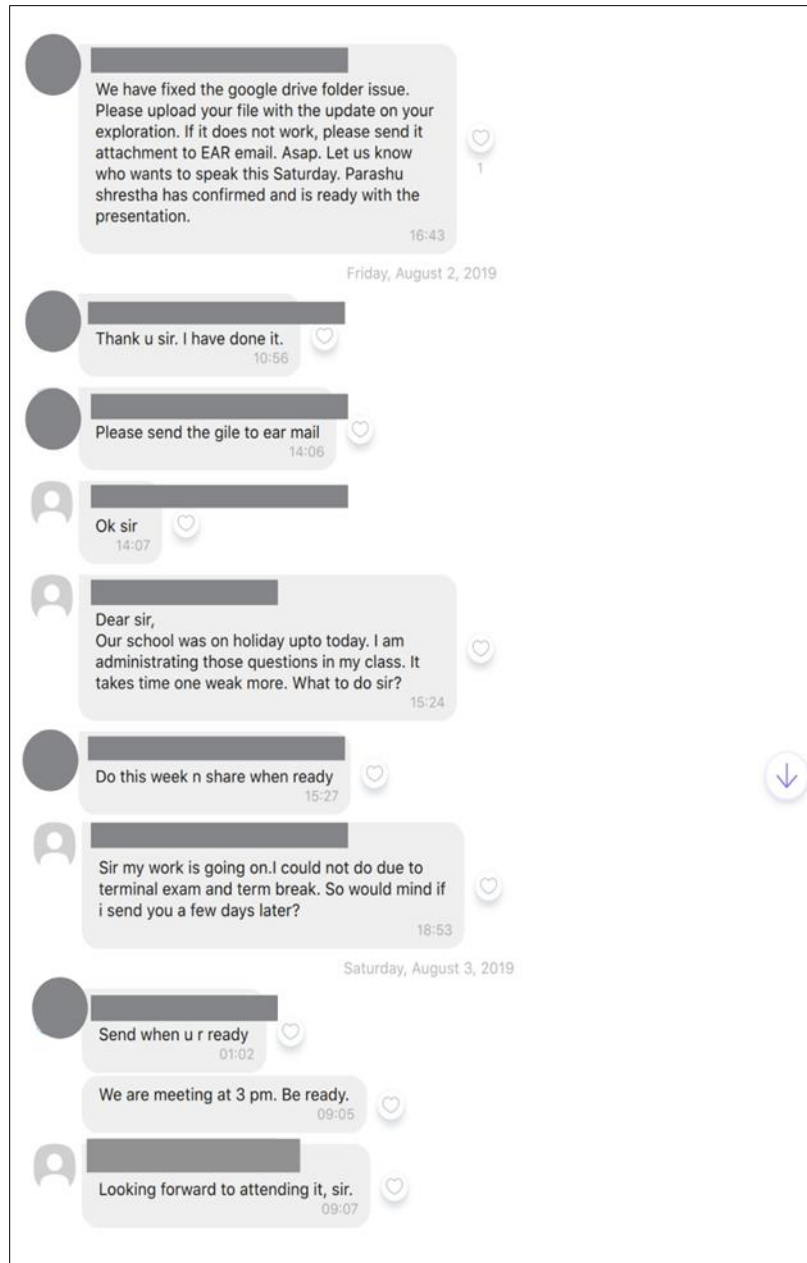 We have fixed the google drive folder issue.
Please upload your file with the update on your
exploration. If it does not work, please send it
attachment to EAR email. Asap. Let us know
who wants to speak this Saturday. Parashu
shrestha has confirmed and is ready with the
presentation.
16:43
1
Friday, August 2, 2019
Thank u sir. I have done it.
10:56
Please send the gile to ear mail
14:06
Ok sir
14:07
Dear sir,
Our school was on holiday upto today. I am
administrating those questions in my class. It
takes time one weak more. What to do sir?
15:24
Do this week n share when ready
15:27
Sir my work is going on.I could not do due to
terminal exam and term break. So would mind if
i send you a few days later?
18:53
Saturday, August 3, 2019
Send when u r ready
01:02
We are meeting at 3 pm. Be ready.
09:05
Looking forward to attending it, sir.
09:07